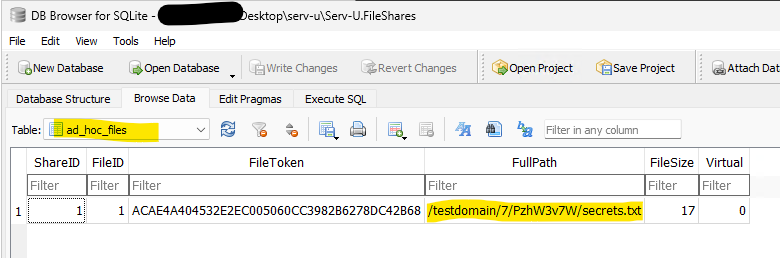 DB Browser for SQLite - Desktop\serv-u\Serv-U.FileShares
File Edit View Tools Help
New Database Open Database Write Changes Revert Changes Open Project Save Project Attach Dat
Database Structure Browse Data Edit Pragmas Execute SQL
Table: ad_hoc_files Filter in any column
ShareID FileID FileToken FullPath FileSize Virtual
Filter Filter Filter Filter Filter Filter
1 1 1 ACAE4A404532E2EC005060CC3982B6278DC42B68 /testdomain/7/PzhW3v7W/secrets.txt 17 0